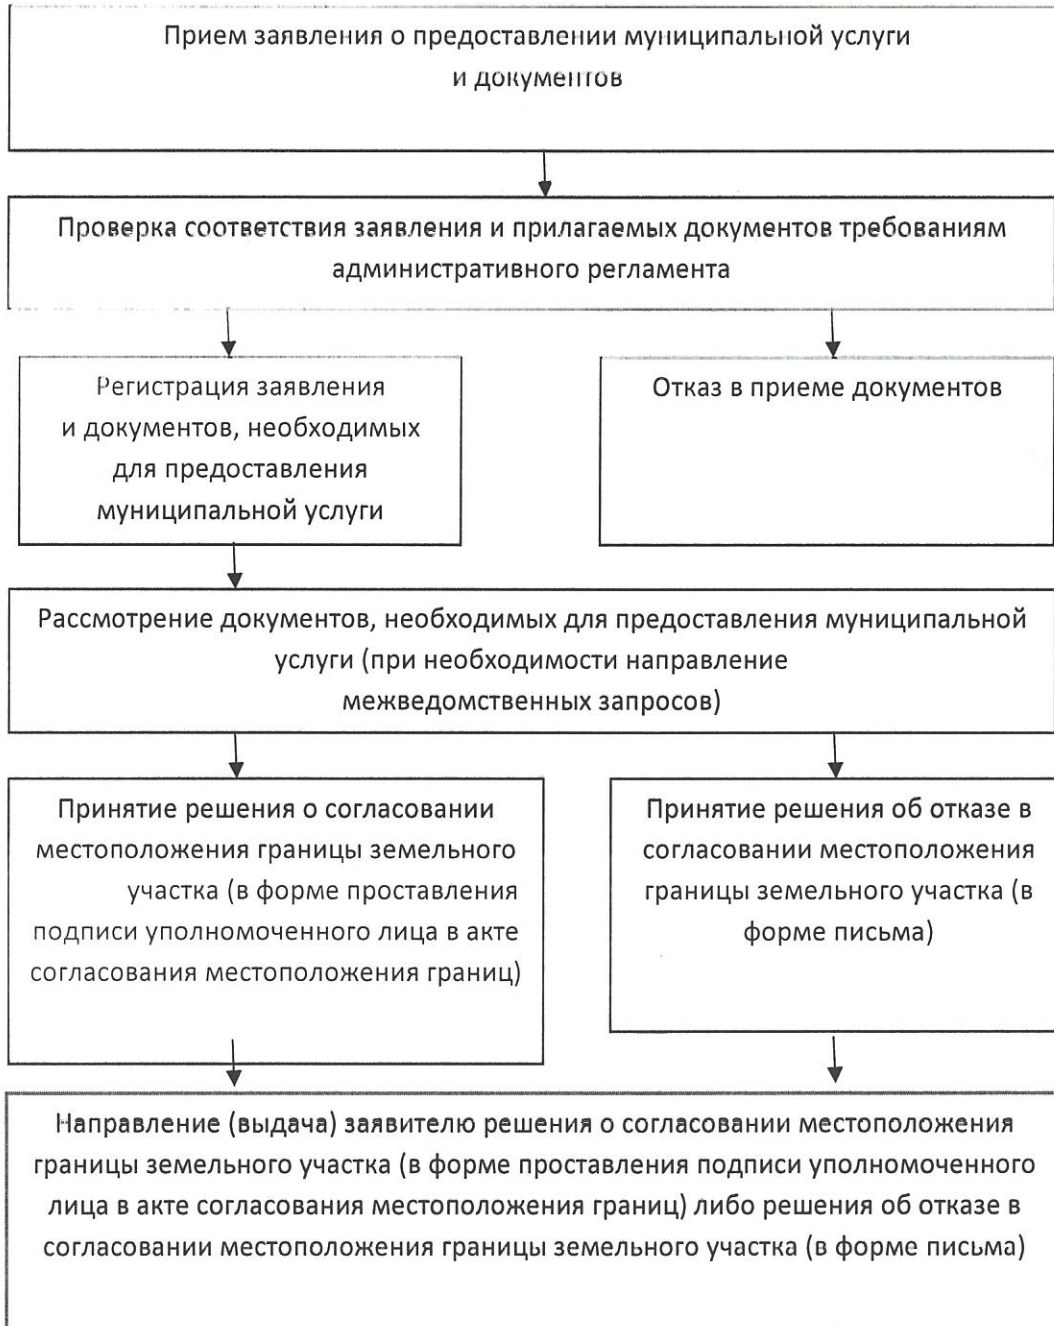 Прием заявления о предоставлении муниципальной услуги
и документов
Проверка соответствия заявления и прилагаемых документов требованиям
административного регламента
Регистрация заявления
и документов, необходимых
для предоставления
муниципальной услуги
Отказ в приеме документов
Рассмотрение документов, необходимых для предоставления муниципальной
услуги (при необходимости направление
межведомственных запросов)
Принятие решения о согласовании
местоположения границы земельного
участка (в форме проставления
подписи уполномоченного лица в акте
согласования местоположения границ)
Принятие решения об отказе в
согласовании местоположения
границы земельного участка (в
форме письма)
Направление (выдача) заявителю решения о согласовании местоположения
границы земельного участка (в форме проставления подписи уполномоченного
лица в акте согласования местоположения границ) либо решения об отказе в
согласовании местоположения границы земельного участка (в форме письма)